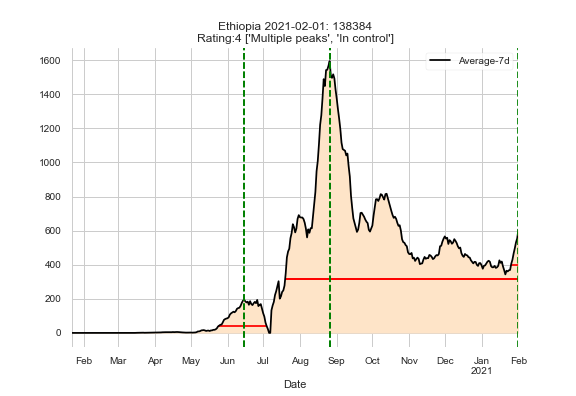 Ethiopia 2021-02-01: 138384
Rating:4 ['Multiple peaks', 'In control']
Average-7d
1600
1400
1200
1000
800
600
400
200
0
Feb Mar Apr May Jun Jul Aug Sep Oct Nov Dec Jan Feb
2021
Date